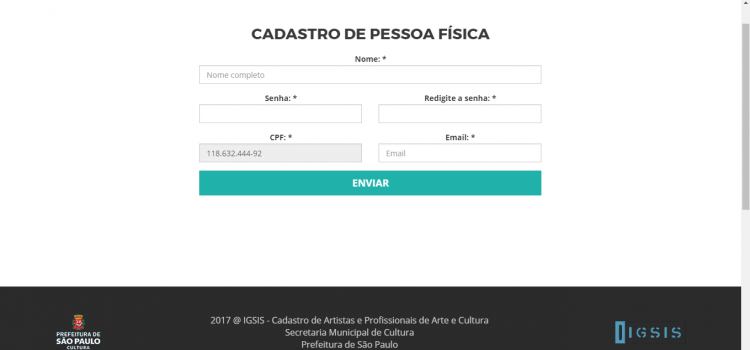 CADASTRO DE PESSOA FÍSICA
Nome: *
Nome completo
Senha: *
Redigite a senha: *
CPF: *
Email: *
118.632.444-92
Email
ENVIAR
2017 @ IGSIS - Cadastro de Artistas e Profissionais de Arte e Cultura
Secretaria Municipal de Cultura
Prefeitura de São Paulo
PREFEITURA DE
SÃO PAULO
CULTURA
IGSIS